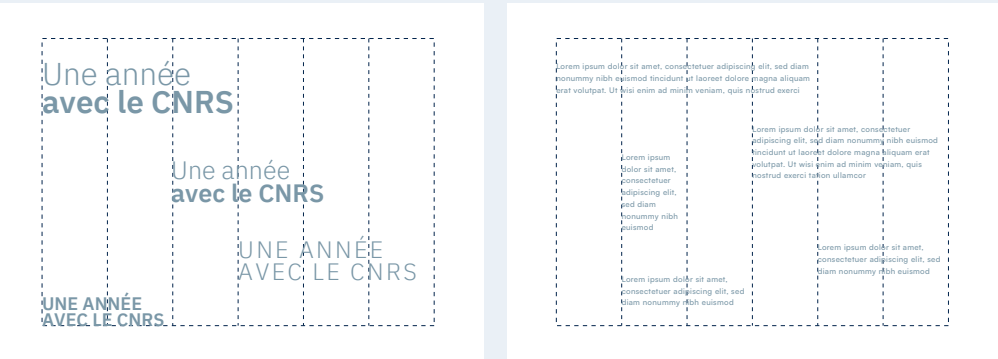 Une année
avec le CNRS
Une année
avec le CNRS
UNE ANNÉE
AVEC LE CNRS
UNE ANNÉE
AVEC LE CNRS
Lorem ipsum dolor sit amet, consectetuer adipiscing elit, sed diam
nonummy nibh euismod tincidunt ut laoreet dolore magna aliquam
erat volutpat. Ut wisi enim ad minim veniam, quis nostrud exerci
Lorem ipsum dolor sit amet, consectetuer
adipiscing elit, sed diam nonummy nibh euismod
tincidunt ut laoreet dolore magna aliquam erat
volutpat. Ut wisi enim ad minim veniam, quis
nostrud exerci tation ullamcor
Lorem ipsum
dolor sit amet,
consectetuer
adipiscing elit,
sed diam
nonummy nibh
euismod
Lorem ipsum dolor sit amet,
consectetuer adipiscing elit, sed
diam nonummy nibh euismod
Lorem ipsum dolor sit amet,
consectetuer adipiscing elit, sed
diam nonummy nibh euismod